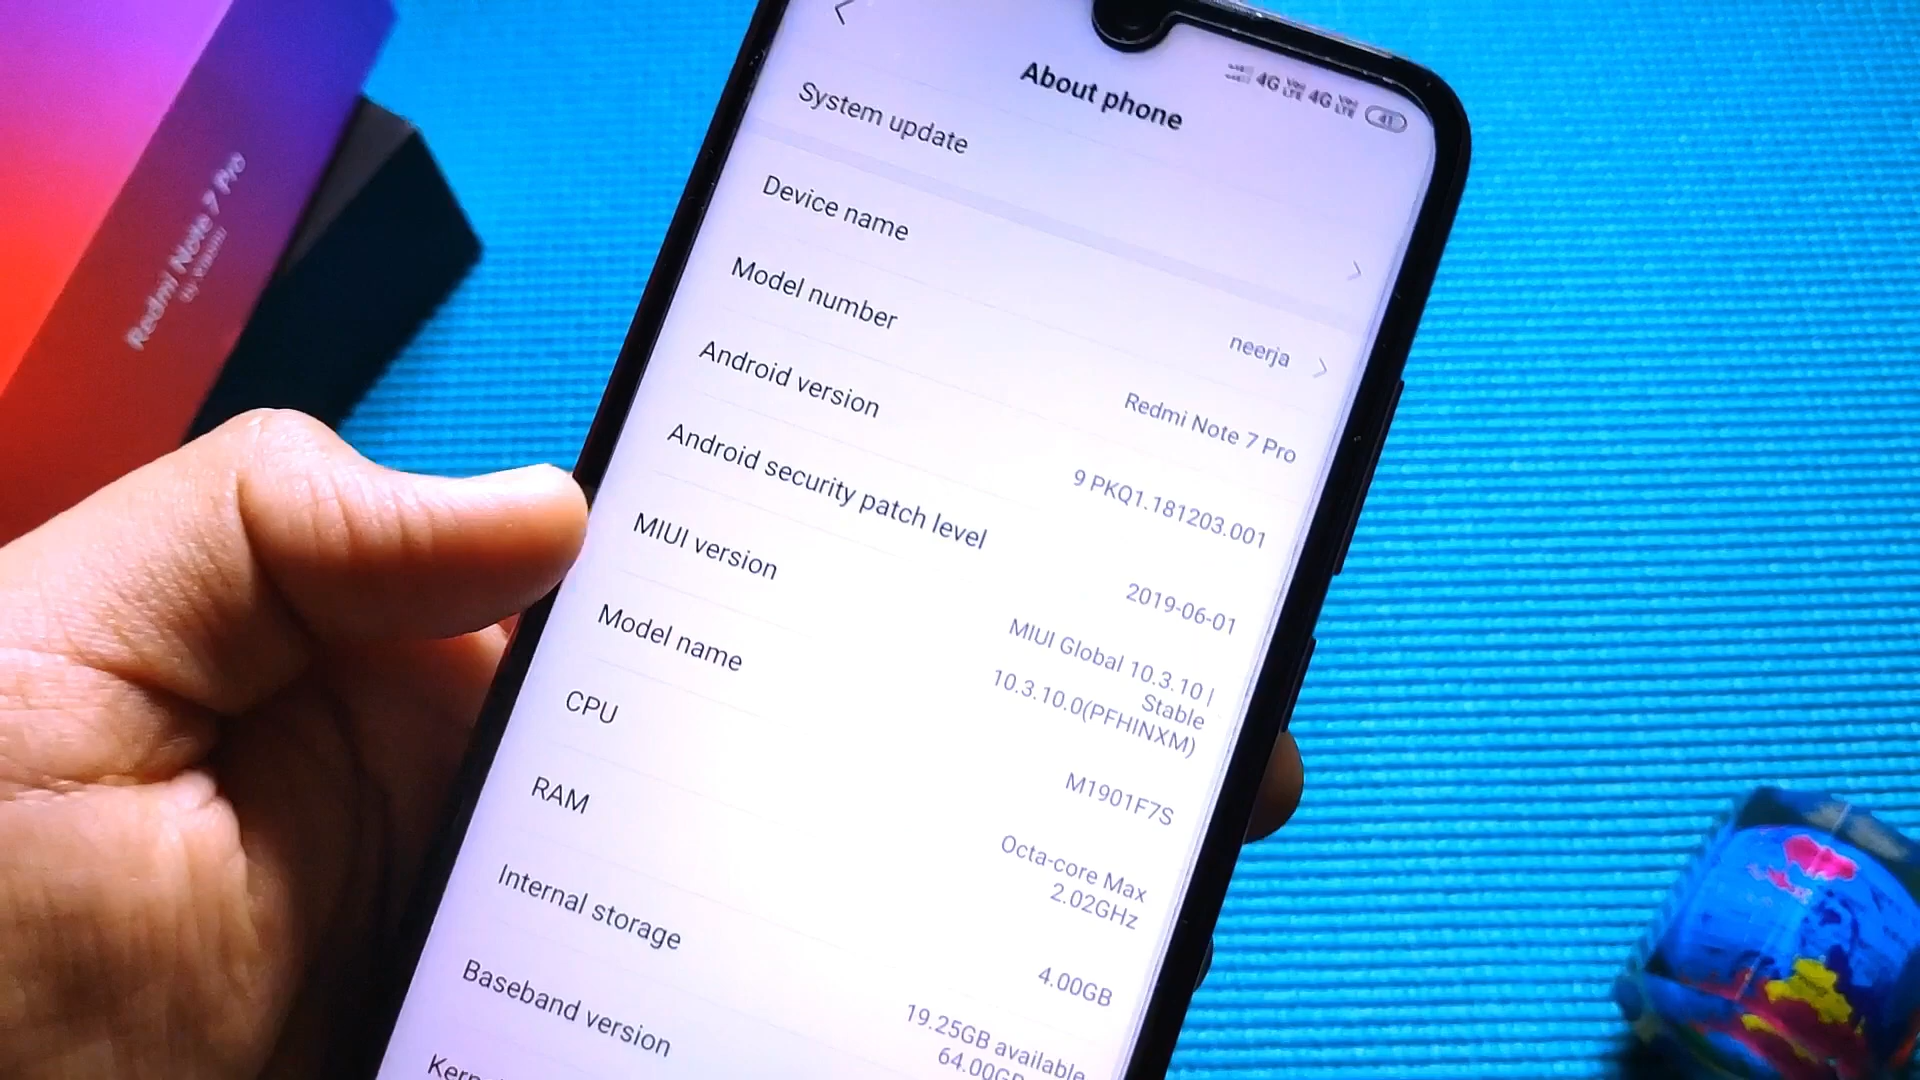 Redmi Note 7 Pro
4G 4G 41
About phone
System update
Device name
neerja
Model number
Redmi Note 7 Pro
Android version
9 PKQ1.181203.001
Android security patch level
2019-06-01
MIUI version
MIUI Global 10.3.10 |
Stable
10.3.10.0(PFHINXM)
Model name
M1901F7S
CPU
Octa-core Max
2.02GHz
RAM
4.00GB
Internal storage
19.25GB available
64.00GB
Baseband version